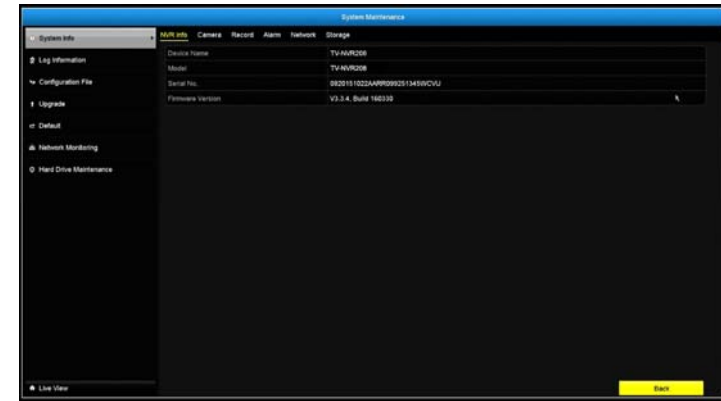 System Maintenance
System Info
Log Information
Configuration File
Upgrade
Default
Network Monitoring
Hard Drive Maintenance
Live View
NVR Info Camera Record Alarm Network Storage
Device Name TV-NVR208
Model TV-NVR208
Serial No.
Firmware Version V3.3.4, Build 160330
Back